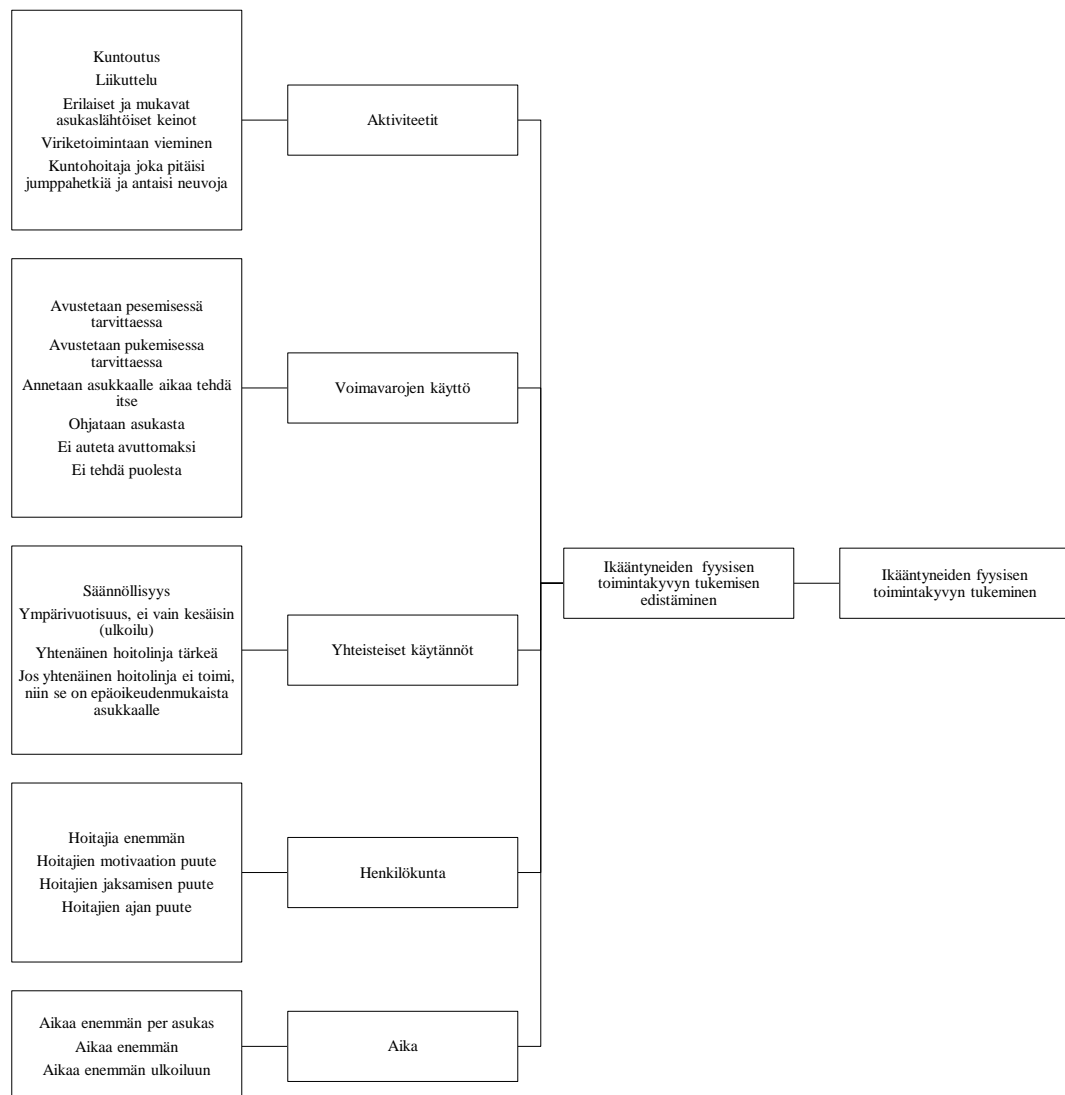 Kuntoutus
Liikuttelu
Erilaiset ja mukavat
asukaslähtöiset keinot
Viriketoimintaan vieminen
Kuntohoitaja joka pitäisi
jumppahetkiä ja antaisi neuvoja
Aktiviteetit
Avustetaan pesemisessä
tarvittaessa
Avustetaan pukemisessa
tarvittaessa
Annetaan asukkaalle aikaa tehdä
itse
Ohjataan asukasta
Ei auteta avuttomaksi
Ei tehdä puolesta
Voimavarojen käyttö
Säännöllisyys
Ympärivuotisuus, ei vain kesäisin
(ulkoilu)
Yhtenäinen hoitolinja tärkeä
Jos yhtenäinen hoitolinja ei toimi,
niin se on epäoikeudenmukaista
asukkaalle
Yhteisteiset käytännöt
Hoitajia enemmän
Hoitajien motivaation puute
Hoitajien jaksamisen puute
Hoitajien ajan puute
Henkilökunta
Aikaa enemmän per asukas
Aikaa enemmän
Aikaa enemmän ulkoiluun
Aika
Ikääntyneiden fyysisen
toimintakyvyn tukemisen
edistäminen
Ikääntyneiden fyysisen
toimintakyvyn tukeminen